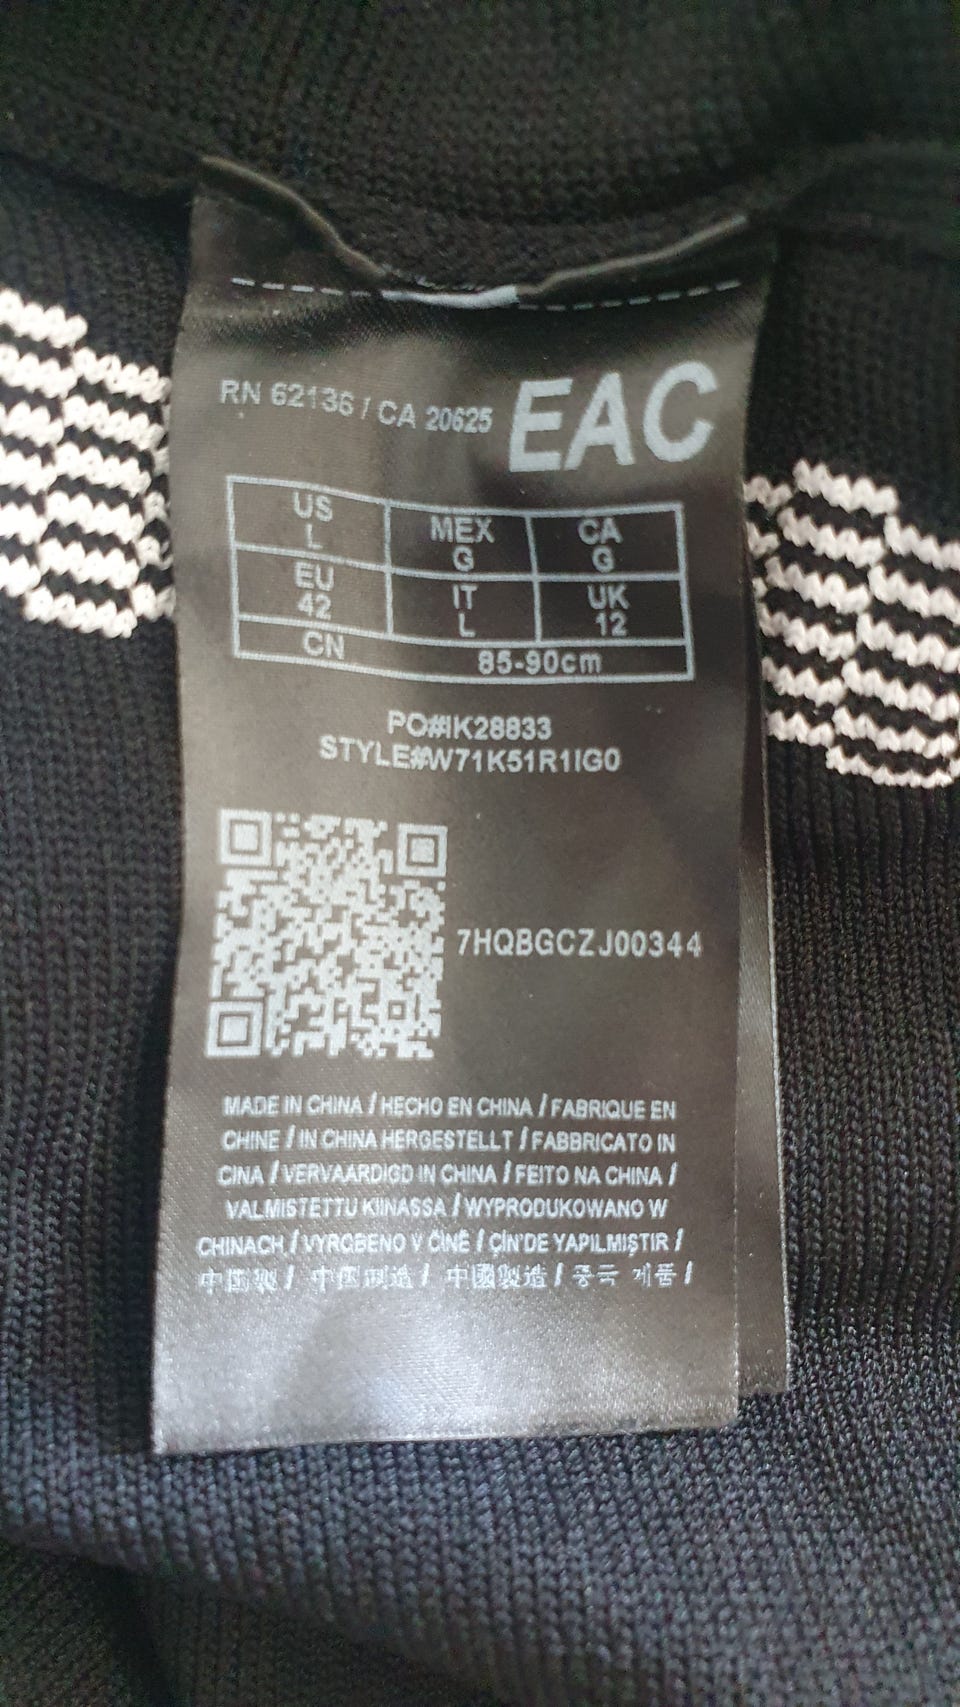 RN 62136 / CA 20625
EAC
US MEX CA
L G G
EU IT UK
42 L 12
CN 85-90cm
PO#IK28833
STYLE#W71K51R1IG0
7HQBGCZJ00344
MADE IN CHINA / HECHO EN CHINA / FABRIQUE EN
CHINE / IN CHINA HERGESTELLT / FABBRICATO IN
CINA / VERVAARDIGD IN CHINA / FEITO NA CHINA /
VALMISTETTU KIINASSA / WYPRODUKOWANO W
CHINACH / VYROBENO V ČÍNĚ / ÇİN'DE YAPILMIŞTIR /
中国製 / 中国制造 / 中國製造 / 중국 제품 /